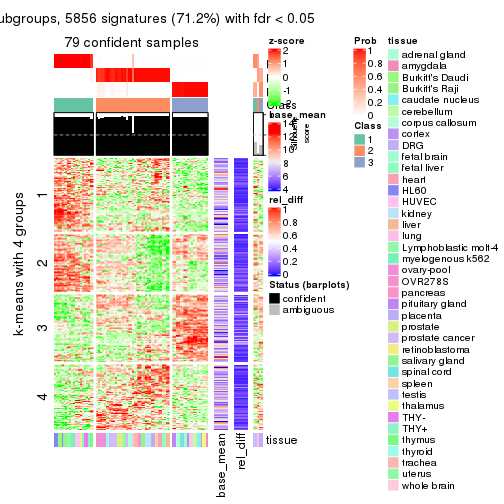 ubgroups, 5856 signatures (71.2%) with fdr < 0.05
79 confident samples
k-means with 4 groups
1
2
3
4
Class
silhouette
score
base_mean
rel_diff
tissue
z-score
2
1
0
-1
-2
base_mean
14
12
10
8
6
4
rel_diff
1
0.8
0.6
0.4
0.2
0
Status (barplots)
confident
ambiguous
Prob
1
0.8
0.6
0.4
0.2
0
Class
1
2
3
tissue
adrenal gland
amygdala
Burkitt's Daudi
Burkitt's Raji
caudate nucleus
cerebellum
corpus callosum
cortex
DRG
fetal brain
fetal liver
heart
HL60
HUVEC
kidney
liver
lung
Lymphoblastic molt-4
myelogenous k562
ovary-pool
OVR278S
pancreas
pituitary gland
placenta
prostate
prostate cancer
retinoblastoma
salivary gland
spinal cord
spleen
testis
thalamus
THY-
THY+
thymus
thyroid
trachea
uterus
whole brain